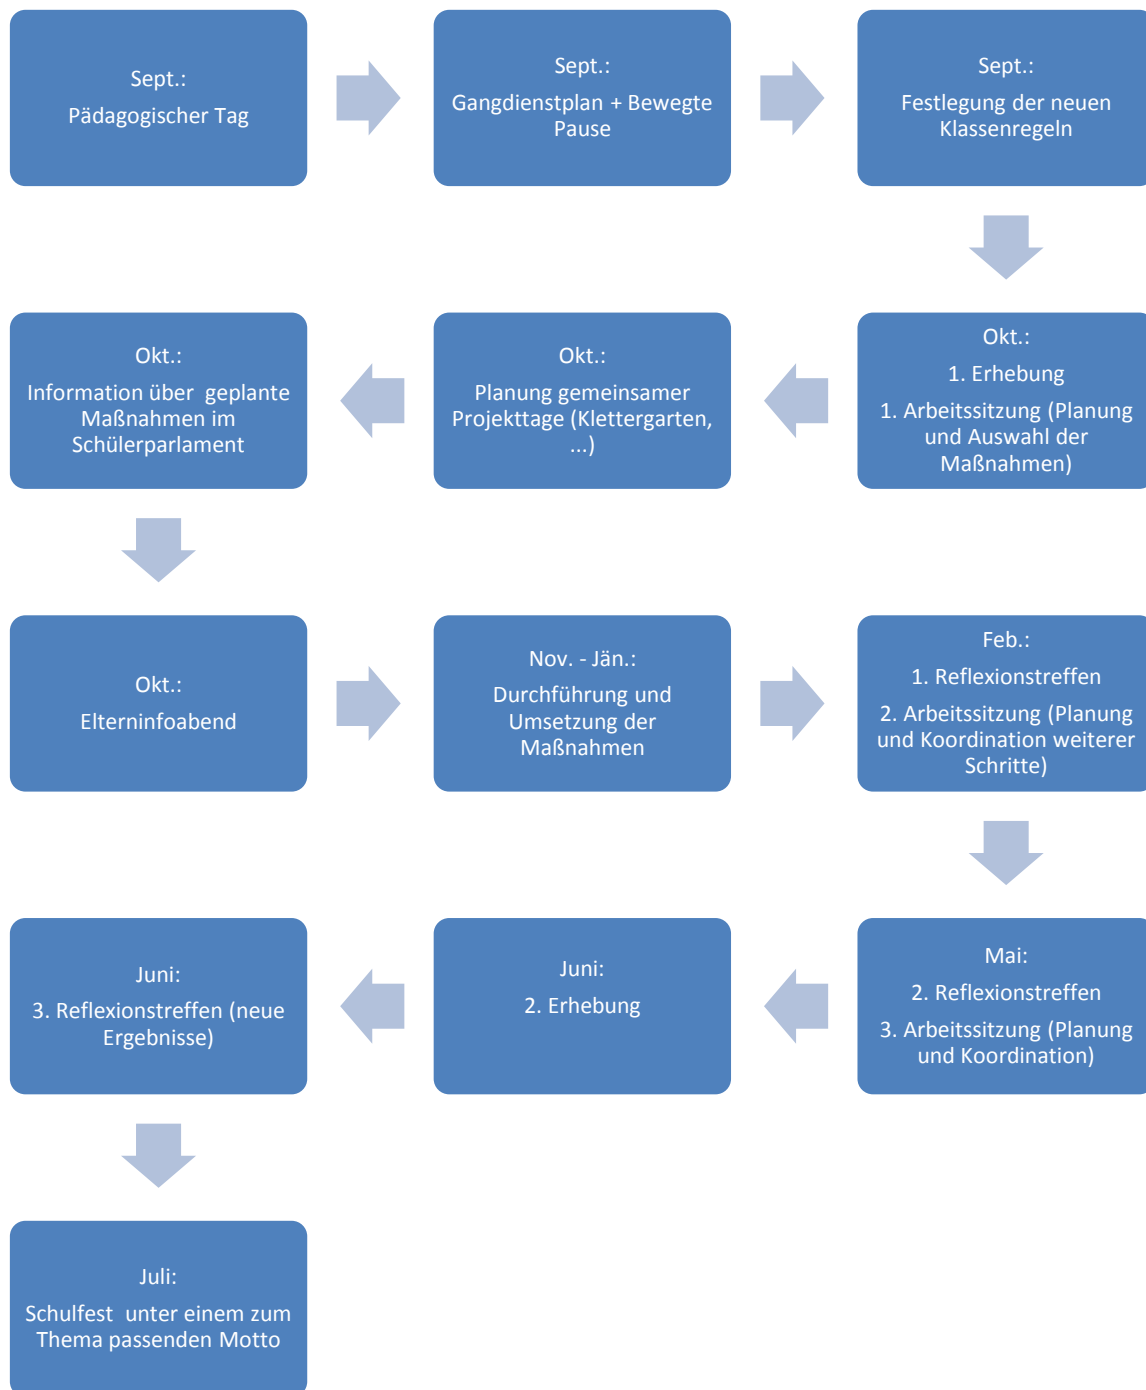 Sept.:
Pädagogischer Tag
Sept.:
Gangdienstplan + Bewegte
Pause
Sept.:
Festlegung der neuen
Klassenregeln
Okt.:
1. Erhebung
1. Arbeitssitzung (Planung
und Auswahl der
Maßnahmen)
Okt.:
Planung gemeinsamer
Projekttage (Klettergarten,
...)
Okt.:
Information über geplante
Maßnahmen im
Schülerparlament
Okt.:
Elterninfoabend
Nov. - Jän.:
Durchführung und
Umsetzung der
Maßnahmen
Feb.:
1. Reflexionstreffen
2. Arbeitssitzung (Planung
und Koordination weiterer
Schritte)
Mai:
2. Reflexionstreffen
3. Arbeitssitzung (Planung
und Koordination)
Juni:
2. Erhebung
Juni:
3. Reflexionstreffen (neue
Ergebnisse)
Juli:
Schulfest unter einem zum
Thema passenden Motto